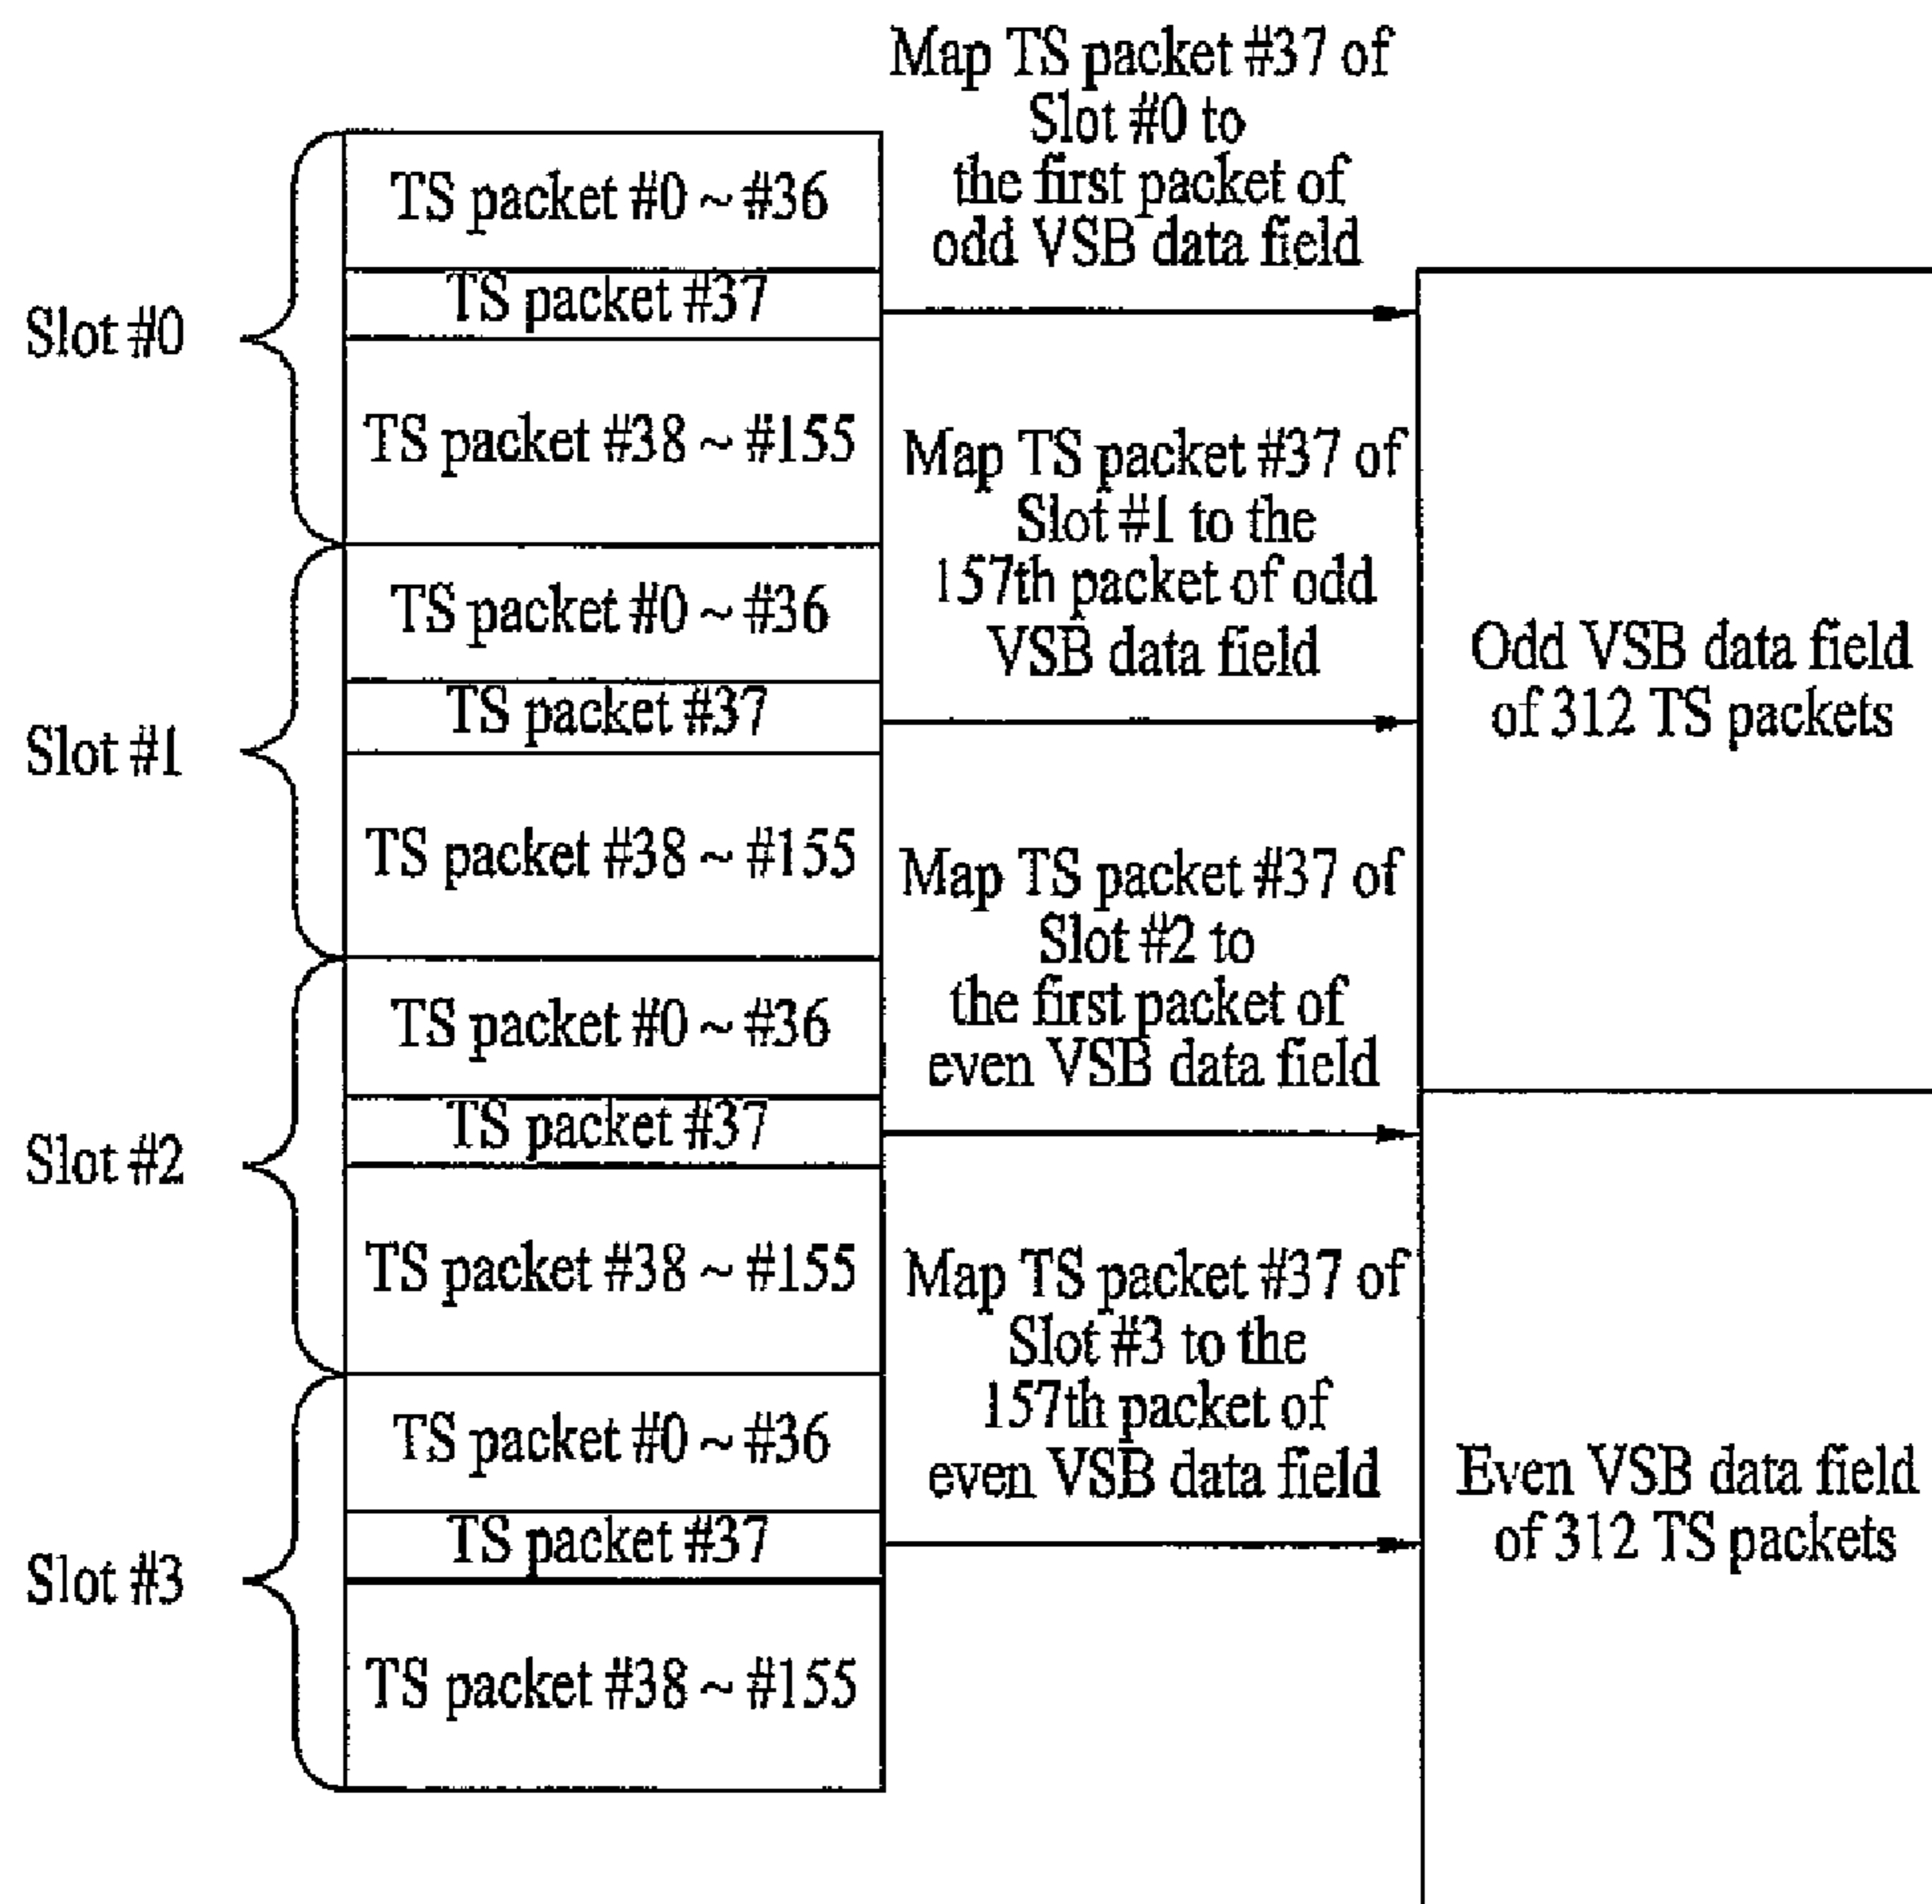 Map TS packet #37 of
Slot #0 to
the first packet of
odd VSB data field
TS packet #0 ~ #36
TS packet #37
Slot #0
TS packet #38 ~ #155
Map TS packet #37 of
Slot #1 to the
157th packet of odd
VSB data field
TS packet #0 ~ #36
TS packet #37
Slot #1
TS packet #38 ~ #155
Odd VSB data field
of 312 TS packets
Map TS packet #37 of
Slot #2 to
the first packet of
even VSB data field
TS packet #0 ~ #36
TS packet #37
Slot #2
TS packet #38 ~ #155
Map TS packet #37 of
Slot #3 to the
157th packet of
even VSB data field
TS packet #0 ~ #36
TS packet #37
Slot #3
TS packet #38 ~ #155
Even VSB data field
of 312 TS packets